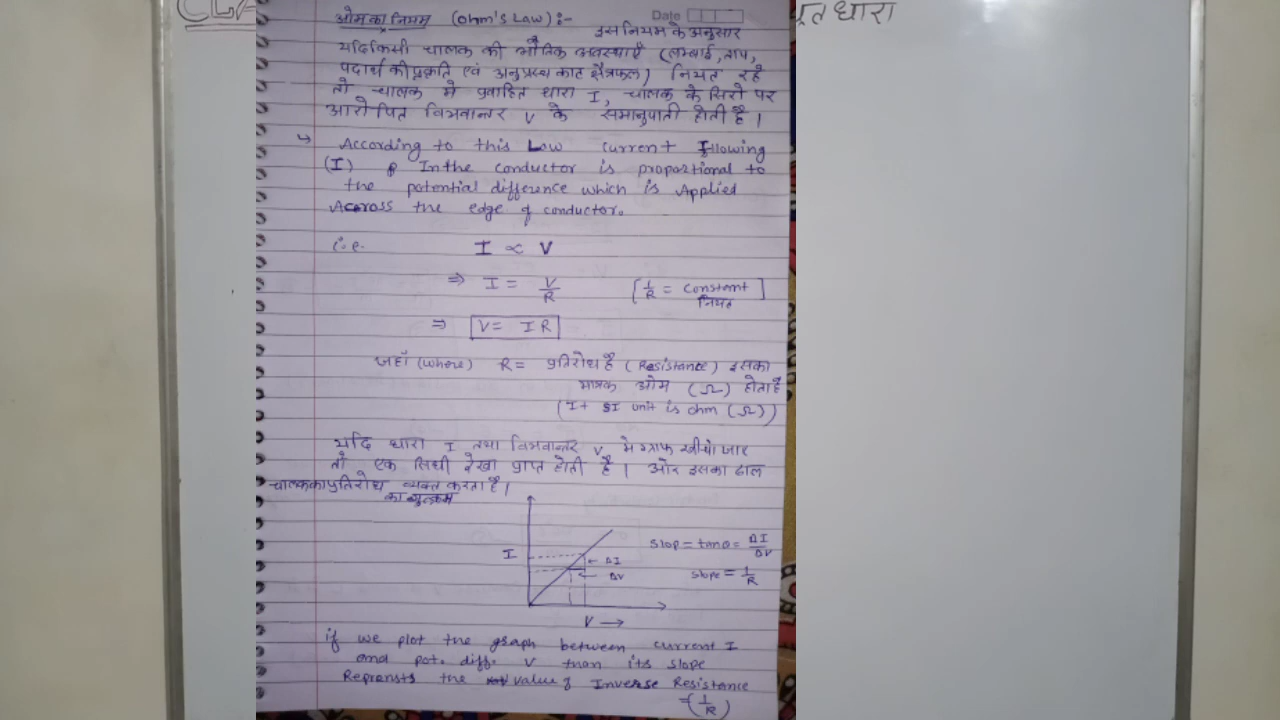 ओम का नियम (Ohm's Law) :-
Date
इस नियम के अनुसार
यदि किसी चालक की भौतिक अवस्थाएँ (लम्बाई, ताप,
पदार्थ की प्रकृति एवं अनुप्रस्थ काट क्षेत्रफल) नियत रहे
तो चालक मे प्रवाहित धारा I, चालक के सिरो पर
आरोपित विभवान्तर V के समानुपाती होती है।
According to this Law current flowing
(I) In the conductor is proportional to
the potential difference which is Applied
Across the edge of conductor.
i.e. I ∝ V
⇒ I = V/R [1/R = constant नियत]
⇒ V = IR
जहाँ (where) R = प्रतिरोध है (Resistance) इसका
मात्रक ओम (Ω) होता है
(It SI unit is ohm (Ω))
यदि धारा I तथा विभवान्तर V मे ग्राफ खीचा जाए
तो एक सिधी रेखा प्राप्त होती है। ओर इसका ढाल
चालक का प्रतिरोध व्यक्त करता है।
का व्युत्क्रम
slop = tanθ = ΔI/ΔV
I
← ΔI
← ΔV
slope = 1/R
V →
if we plot the graph between current I
and pot. diff. V than its slope
Reprensts the value of Inverse Resistance
(1/R)
त धारा